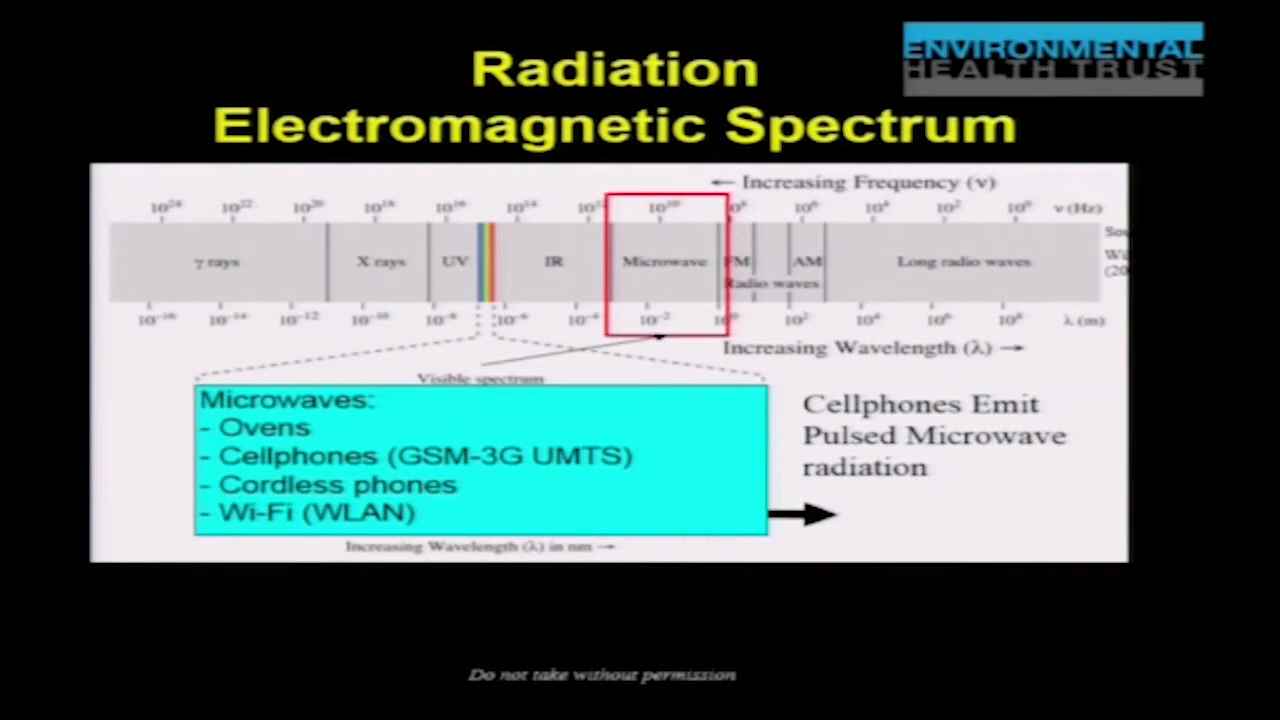 ENVIRONMENTAL
HEALTH TRUST
Radiation
Electromagnetic Spectrum
← Increasing Frequency (ν)
10²⁴ 10²² 10²⁰ 10¹⁸ 10¹⁶ 10¹⁴ 10¹⁰ 10⁶ 10⁴ 10² 10⁰ ν (Hz)
γ rays X rays UV IR Microwave FM AM Long radio waves
Radio waves
10⁻¹⁶ 10⁻¹⁴ 10⁻¹² 10⁻¹⁰ 10⁻⁸ 10⁻⁶ 10⁻⁴ 10⁻² 10⁰ 10² 10⁴ 10⁶ 10⁸ λ (m)
Increasing Wavelength (λ) →
Visible spectrum
Microwaves:
- Ovens
- Cellphones (GSM-3G UMTS)
- Cordless phones
- Wi-Fi (WLAN)
Cellphones Emit
Pulsed Microwave
radiation
Increasing Wavelength (λ) in nm →
Do not take without permission